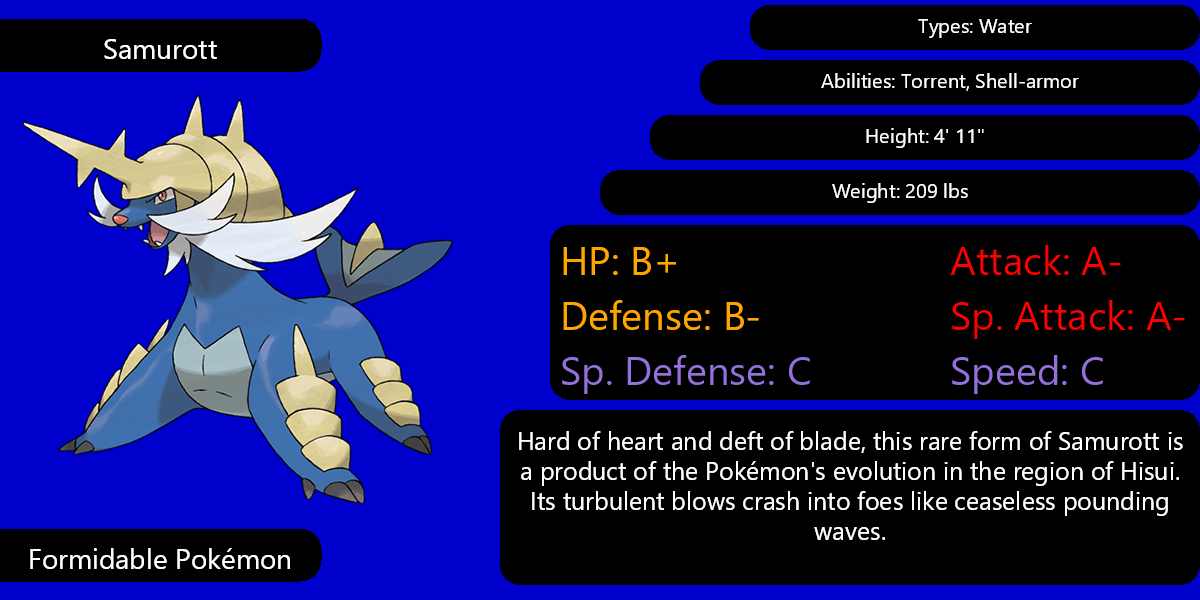 Samurott
Types: Water
Abilities: Torrent, Shell-armor
Height: 4' 11"
Weight: 209 lbs
HP: B+
Attack: A-
Defense: B-
Sp. Attack: A-
Sp. Defense: C
Speed: C
Hard of heart and deft of blade, this rare form of Samurott is
a product of the Pokémon's evolution in the region of Hisui.
Its turbulent blows crash into foes like ceaseless pounding
waves.
Formidable Pokémon